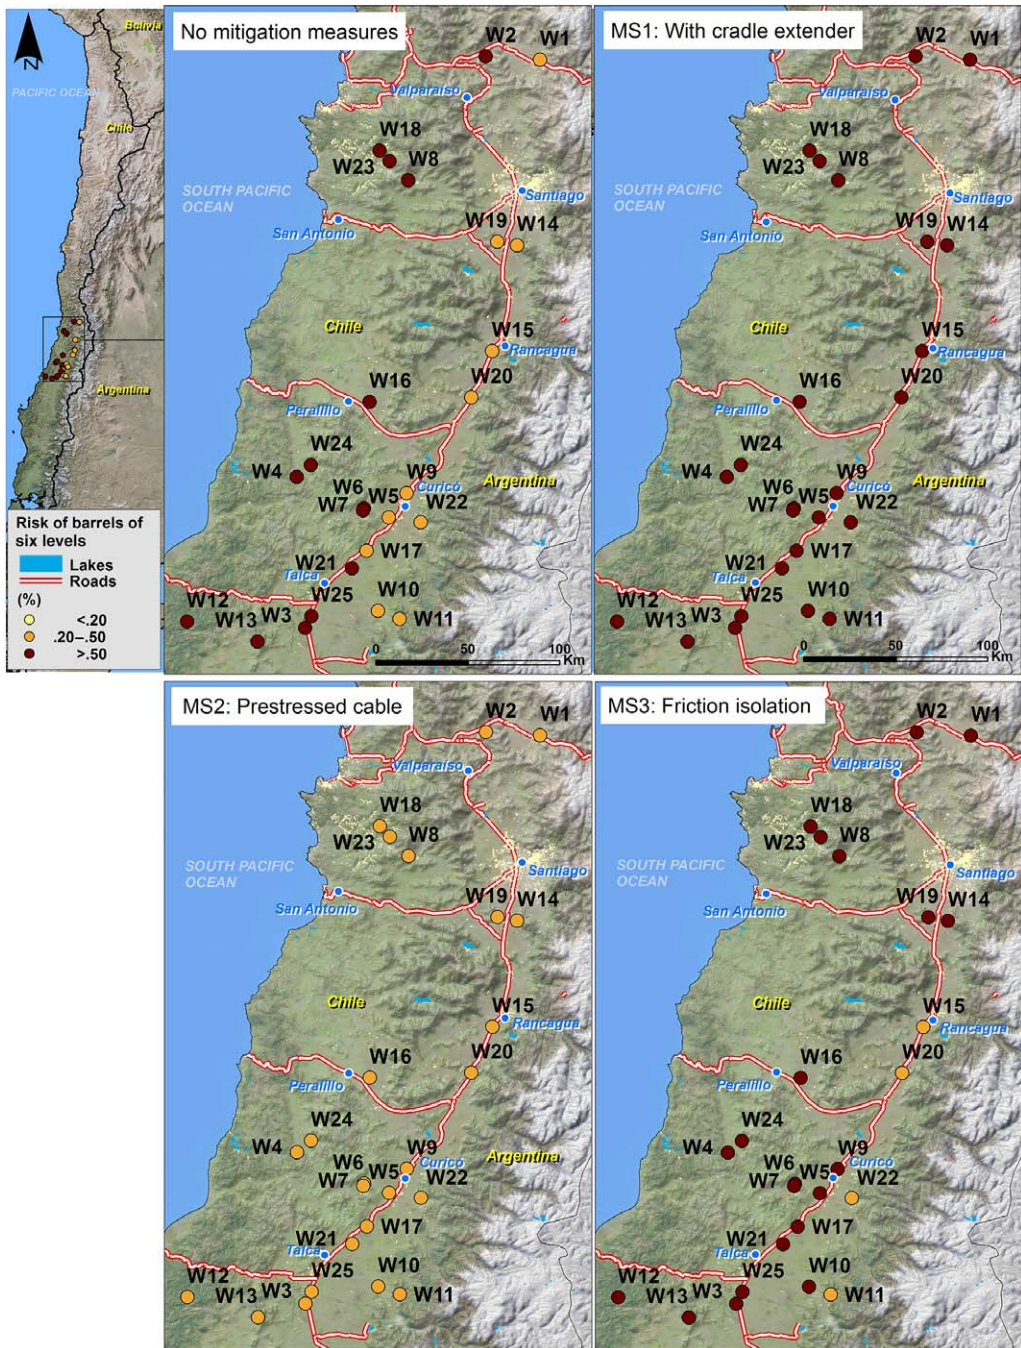 N
Bolivia
PACIFIC OCEAN
Chile
Argentina
Risk of barrels of
six levels
Lakes
Roads
(%)
<.20
.20–.50
>.50
No mitigation measures
W2
W1
Valparaíso
W18
W23
W8
SOUTH PACIFIC
OCEAN
Santiago
San Antonio
W19
W14
Chile
W15
Rancagua
W16
W20
Peralillo
W24
W4
W9
W6
W5
Curicó
Argentina
W7
W22
W21
W17
Talca
W25
W10
W12
W13
W3
W11
0
50
100
Km
MS1: With cradle extender
W2
W1
Valparaíso
W18
W23
W8
SOUTH PACIFIC
OCEAN
Santiago
San Antonio
W19
W14
Chile
W15
Rancagua
W16
W20
Peralillo
W24
W4
W9
W6
W5
Curicó
Argentina
W7
W22
W21
W17
Talca
W25
W10
W12
W13
W3
W11
0
50
100
Km
MS2: Prestressed cable
W2
W1
Valparaíso
W18
W23
W8
SOUTH PACIFIC
OCEAN
Santiago
San Antonio
W19
W14
Chile
W15
Rancagua
W16
W20
Peralillo
W24
W4
W9
W6
W5
Curicó
Argentina
W7
W22
W21
W17
Talca
W25
W10
W12
W13
W3
W11
MS3: Friction isolation
W2
W1
Valparaíso
W18
W23
W8
SOUTH PACIFIC
OCEAN
Santiago
San Antonio
W19
W14
Chile
W15
Rancagua
W16
W20
Peralillo
W24
W4
W9
W6
W5
Curicó
Argentina
W7
W22
W21
W17
Talca
W25
W10
W12
W13
W3
W11